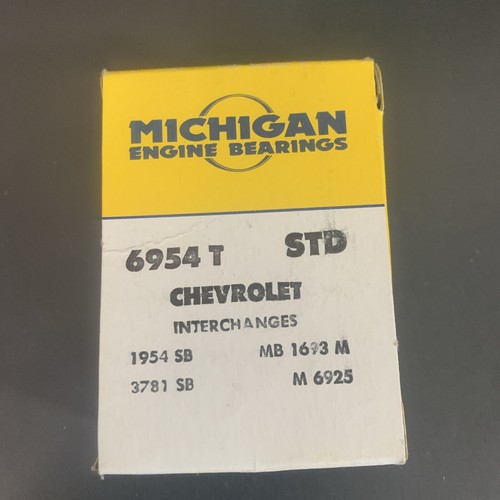 MICHIGAN
ENGINE BEARINGS
6954 T STD
CHEVROLET
INTERCHANGES
1954 SB MB 1693 M
3781 SB M 6925